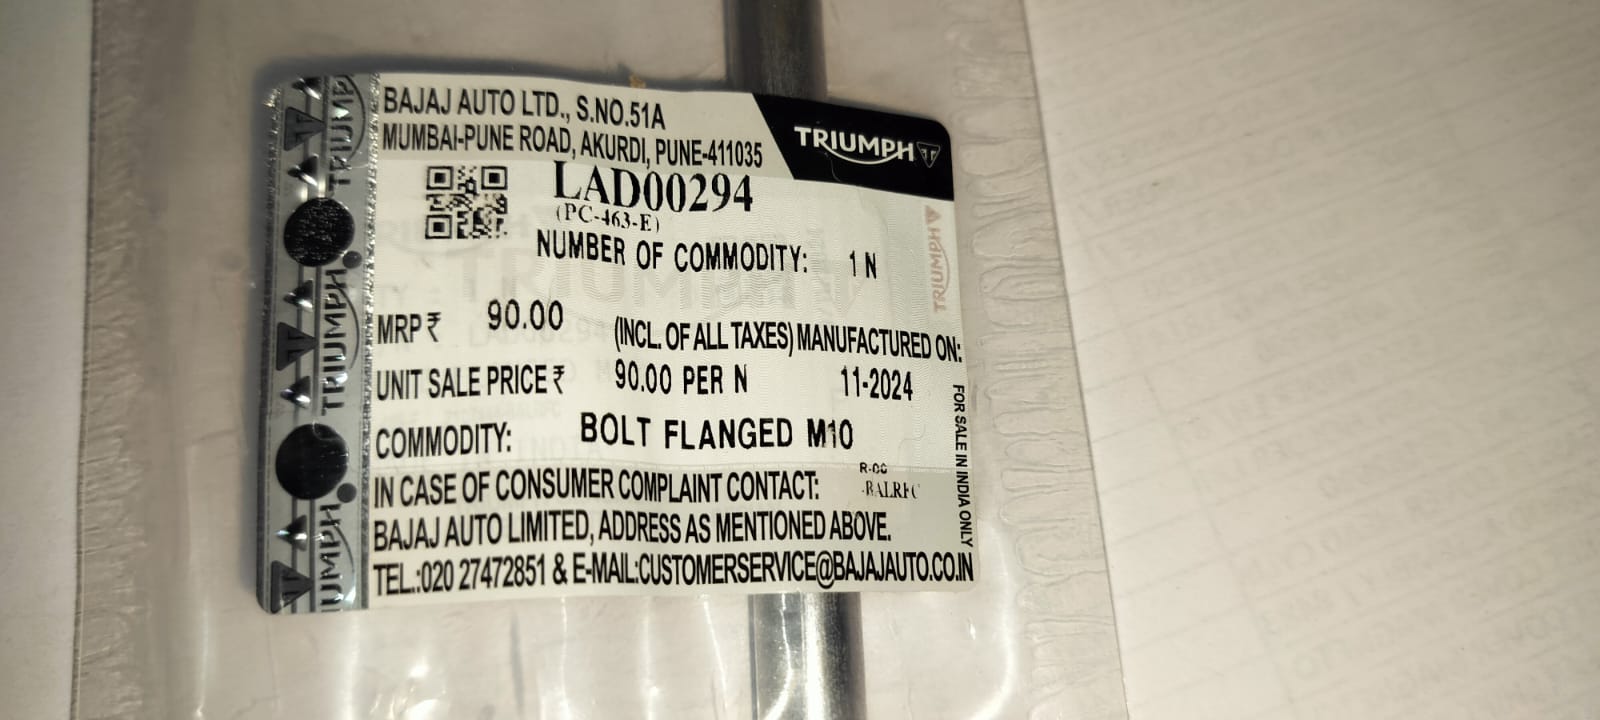 BAJAJ AUTO LTD., S.NO.51A
MUMBAI-PUNE ROAD, AKURDI, PUNE-411035
TRIUMPH
LAD00294
(PC-463-E)
NUMBER OF COMMODITY: 1 N
MRP ₹ 90.00 (INCL. OF ALL TAXES) MANUFACTURED ON:
UNIT SALE PRICE ₹ 90.00 PER N 11-2024
COMMODITY: BOLT FLANGED M10
IN CASE OF CONSUMER COMPLAINT CONTACT:
BAJAJ AUTO LIMITED, ADDRESS AS MENTIONED ABOVE.
TEL.:020 27472851 & E-MAIL:CUSTOMERSERVICE@BAJAJAUTO.CO.IN
FOR SALE IN INDIA ONLY
TRIUMPH
TRIUMPH
TRIUMPH